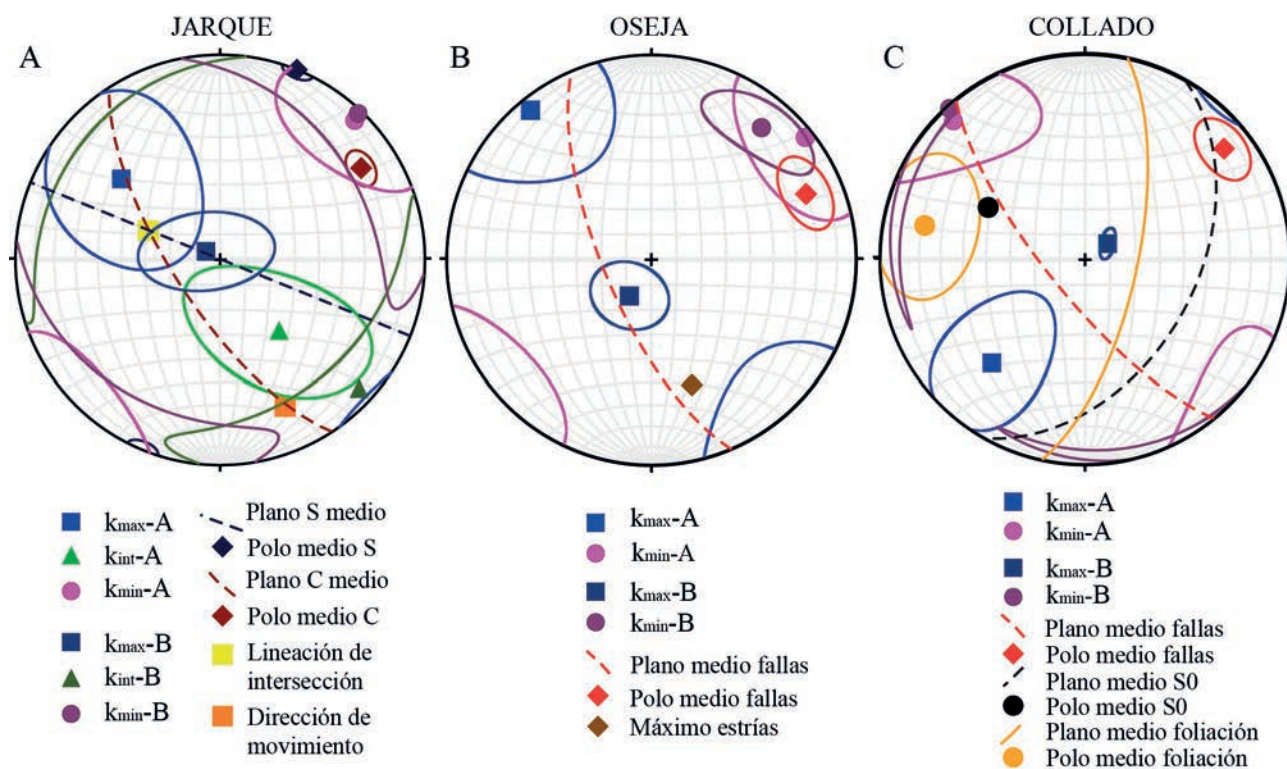 JARQUE
OSEJA
COLLADO
A
B
C
kmax-A
kint-A
kmin-A
kmax-B
kint-B
kmin-B
Plano S medio
Polo medio S
Plano C medio
Polo medio C
Lineación de
intersección
Dirección de
movimiento
kmax-A
kmin-A
kmax-B
kmin-B
Plano medio fallas
Polo medio fallas
Máximo estrías
kmax-A
kmin-A
kmax-B
kmin-B
Plano medio fallas
Polo medio fallas
Plano medio S0
Polo medio S0
Plano medio foliación
Polo medio foliación